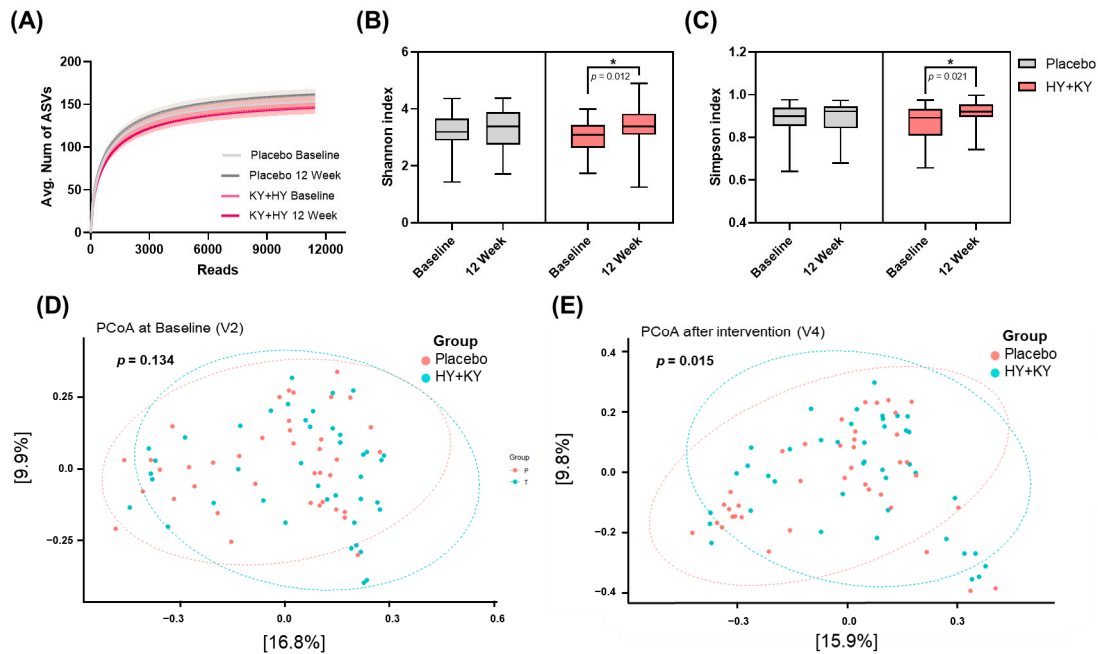 (A)
Avg. Num of ASVs
200
150
100
50
0
0
3000
6000
9000
12000
Reads
Placebo Baseline
Placebo 12 Week
KY+HY Baseline
KY+HY 12 Week
(B)
Shannon index
6
4
2
0
*
p = 0.012
Baseline
12 Week
Baseline
12 Week
(C)
Simpson index
1.2
1.0
0.8
0.6
0.4
*
p = 0.021
Baseline
12 Week
Baseline
12 Week
Placebo
HY+KY
(D)
PCoA at Baseline (V2)
p = 0.134
Group
Placebo
HY+KY
[9.9%]
0.25
0.0
−0.25
−0.3
0.0
0.3
0.6
[16.8%]
Group
P
T
(E)
PCoA after intervention (V4)
p = 0.015
Group
Placebo
HY+KY
[9.8%]
0.4
0.2
0.0
−0.2
−0.4
−0.3
0.0
0.3
[15.9%]